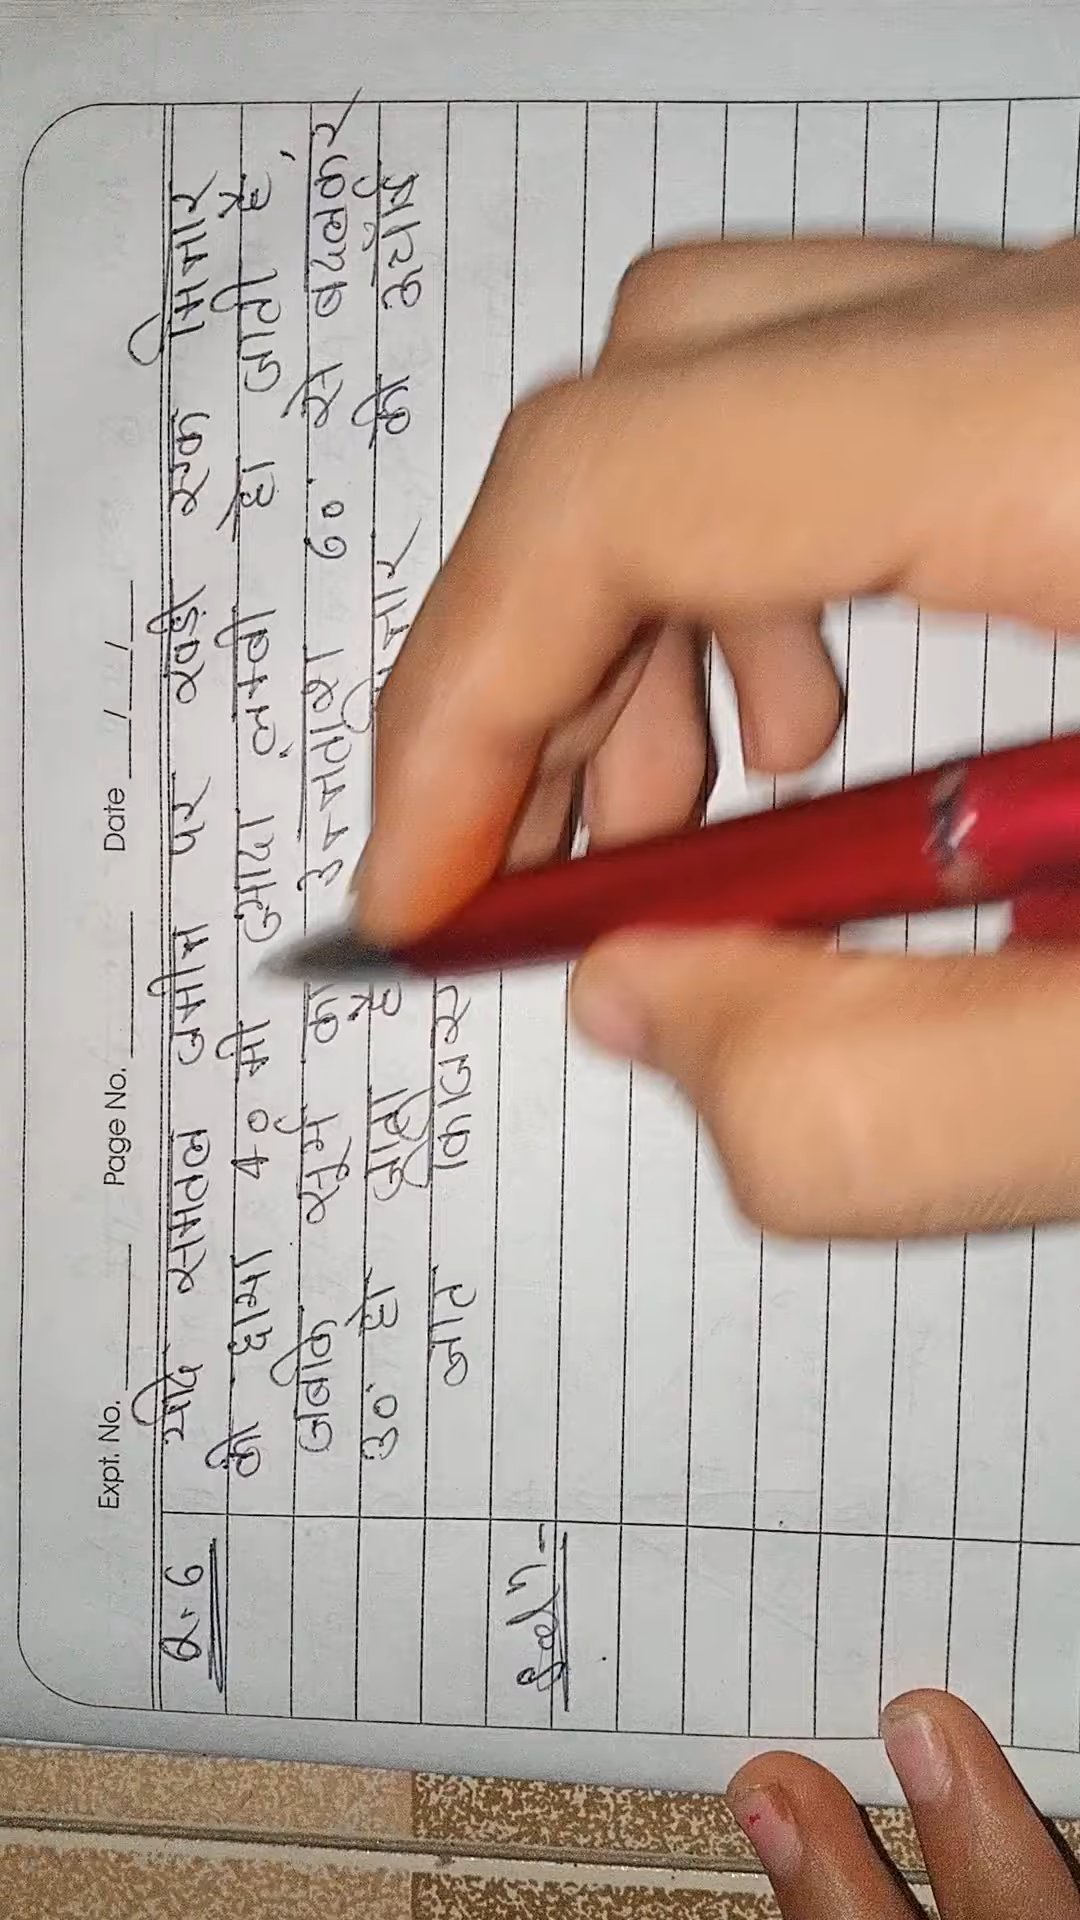 Expt. No. Page No. Date
Q.6 यदि समतल जमीन पर खड़ी एक मिनार
की छाया 40 मी ज्याया लंम्बी हो जाती है,
जबकि सुर्य का उन्नतांश 60° से बदलकर
30° हो जाता है की ऊँचाई
ज्ञात किजिए
Soln-